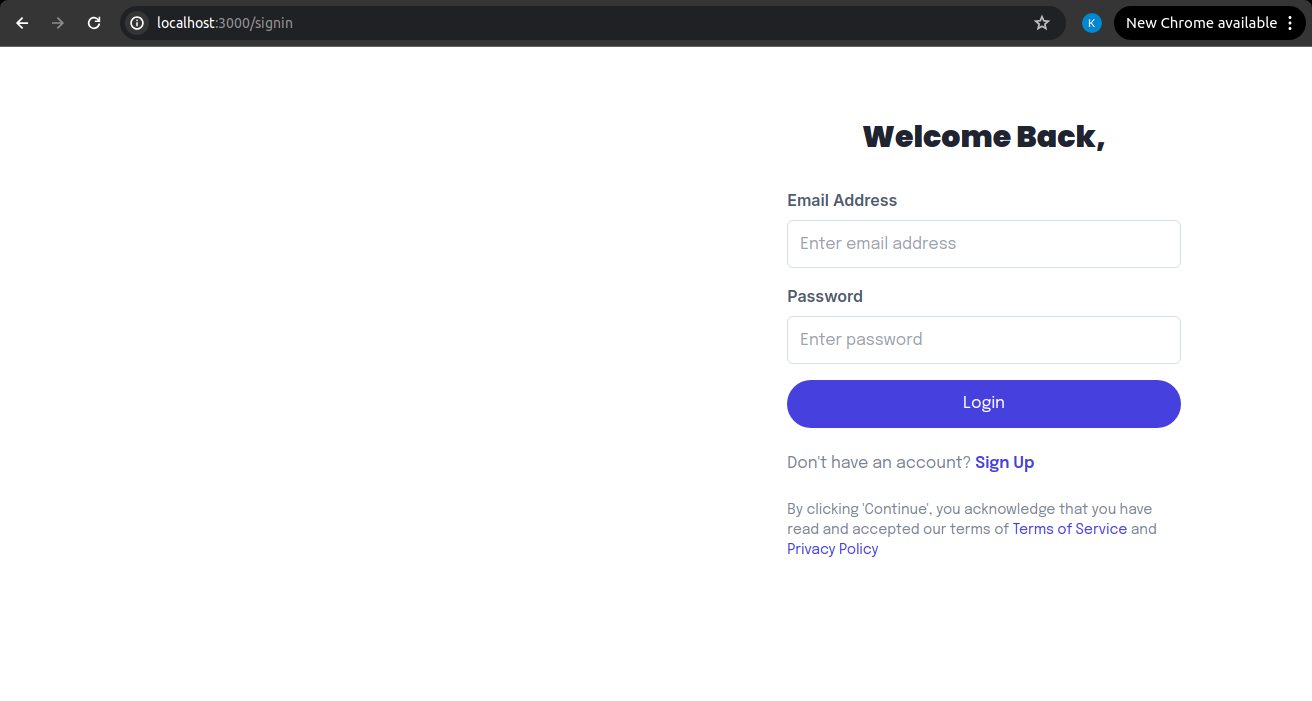 localhost:3000/signin
K
New Chrome available
Welcome Back,
Email Address
Enter email address
Password
Enter password
Login
Don't have an account? Sign Up
By clicking 'Continue', you acknowledge that you have
read and accepted our terms of Terms of Service and
Privacy Policy